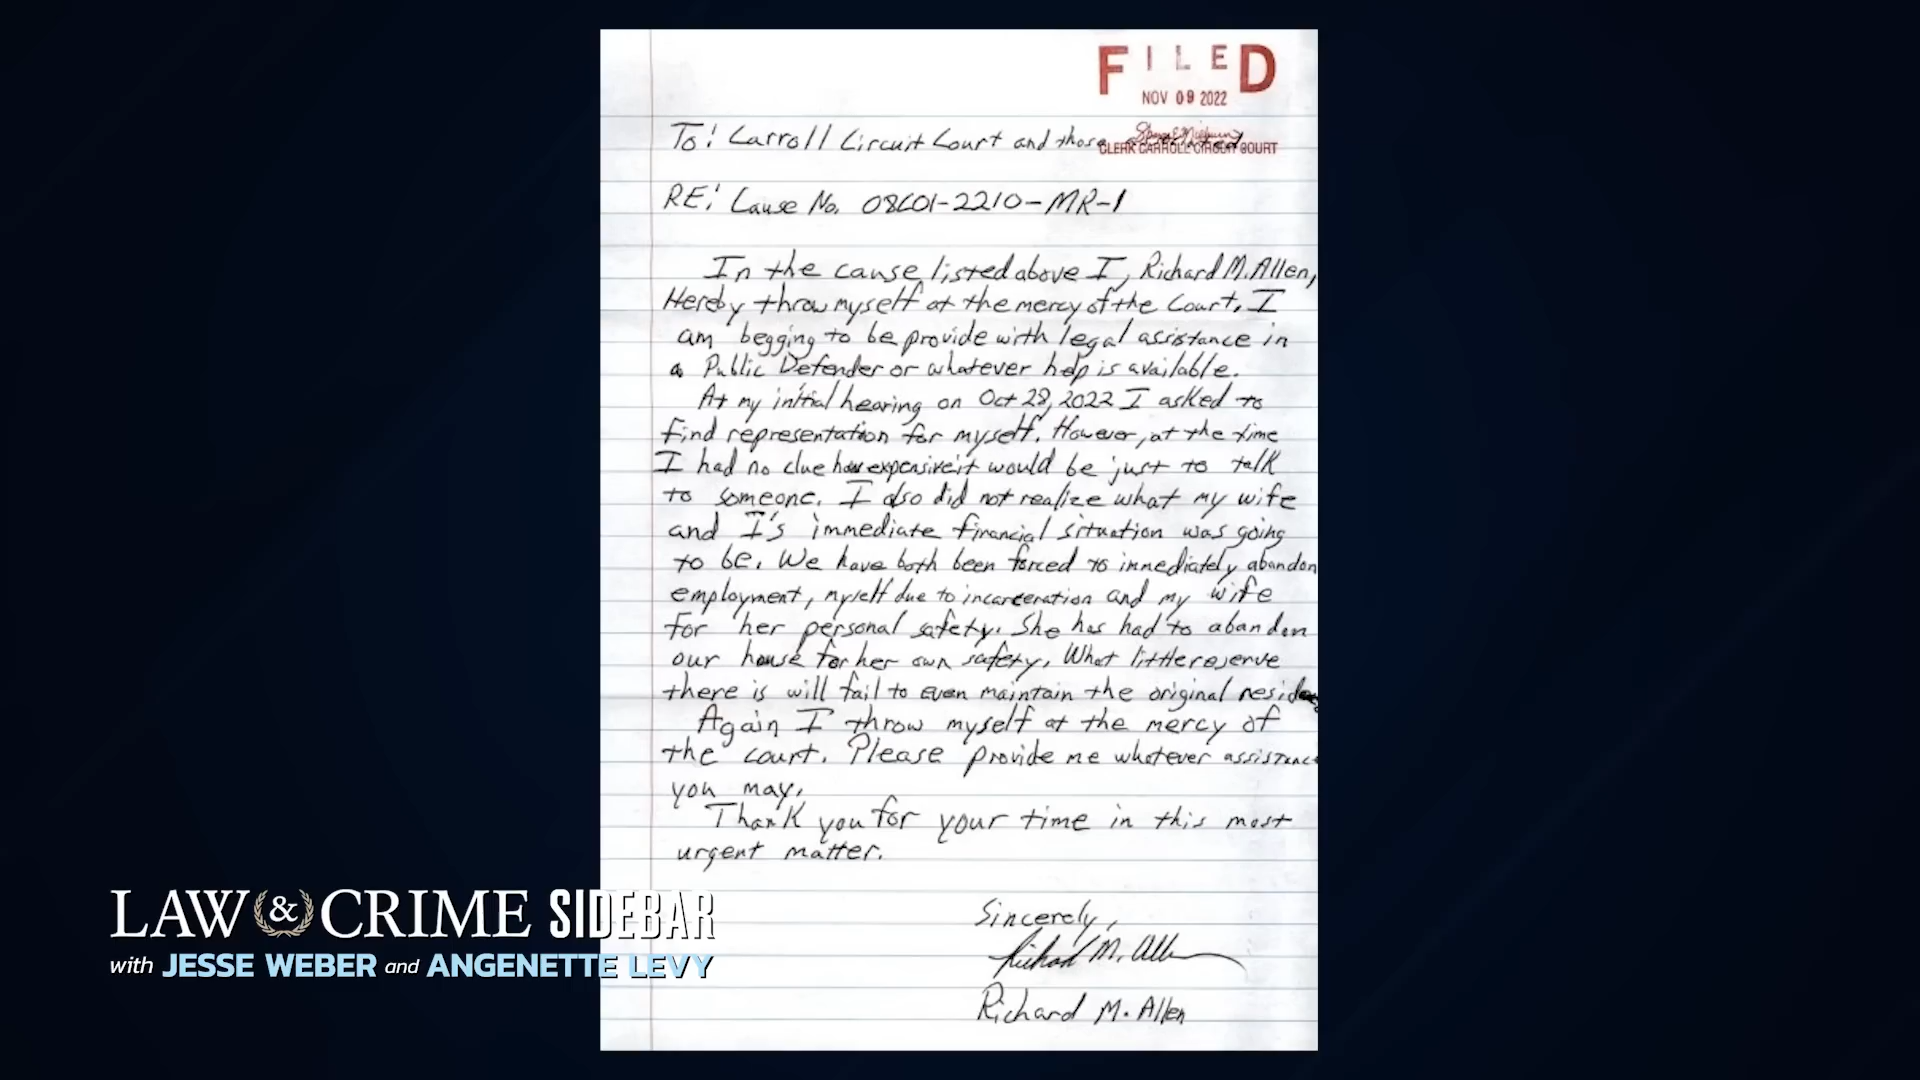 FILED
NOV 09 2022
To: Carroll Circuit Court and those
CLERK CARROLL CIRCUIT COURT
RE: Cause No. 08C01-2210-MR-1
In the cause listed above I, Richard M. Allen,
Hereby throw myself at the mercy of the Court. I
am begging to be provide with legal assistance in
a Public Defender or whatever help is available.
At my initial hearing on Oct 28, 2022 I asked to
find representation for myself. However, at the time
I had no clue how expensive it would be just to talk
to someone. I also did not realize what my wife
and I's immediate financial situation was going
to be. We have both been forced to immediately abandon
employment, myself due to incarceration and my wife
for her personal safety. She has had to abandon
our house for her own safety. What little reserve
there is will fail to even maintain the original
Again I throw myself at the mercy of
the court. Please provide me whatever assistance
you may.
Thank you for your time in this most
urgent matter.
Sincerely,
Richard M. Allen
Richard M. Allen
LAW & CRIME SIDEBAR
with JESSE WEBER and ANGENETTE LEVY